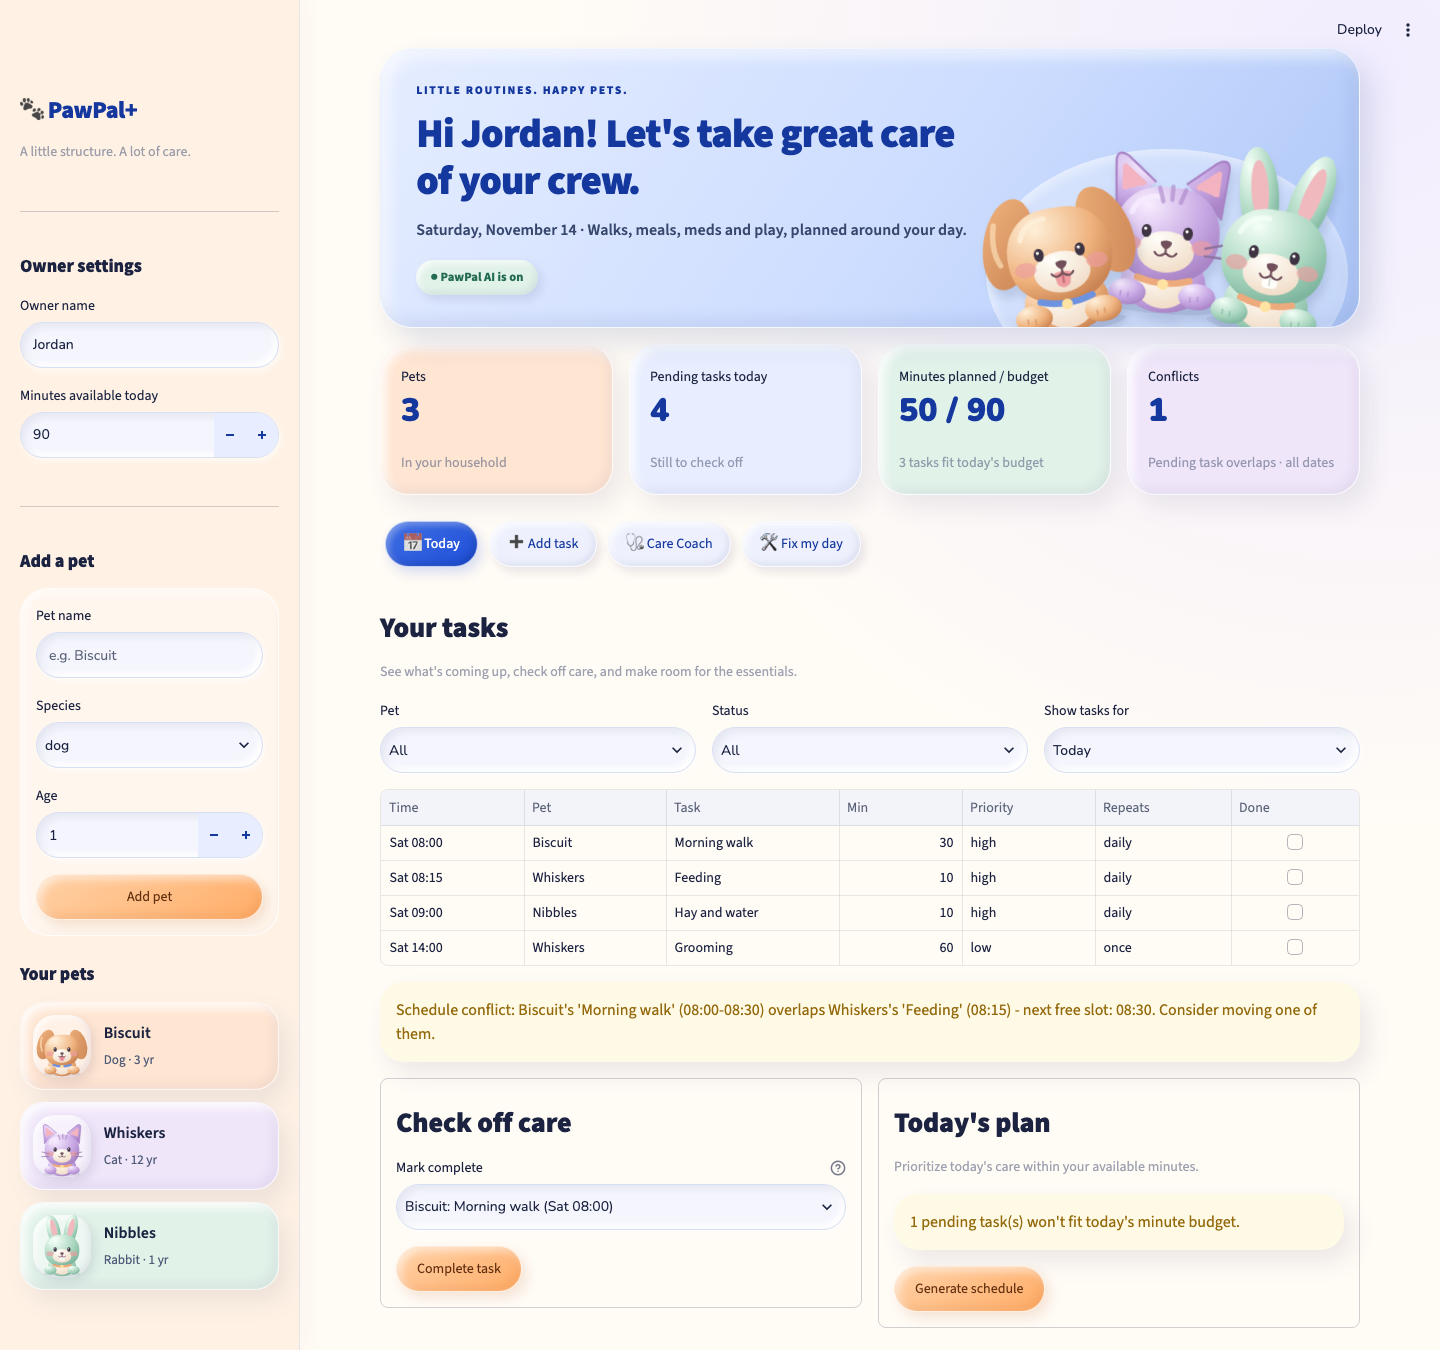 Deploy
PawPal+
A little structure. A lot of care.
Owner settings
Owner name
Jordan
Minutes available today
90
Add a pet
Pet name
e.g. Biscuit
Species
dog
Age
1
Add pet
Your pets
Biscuit
Dog · 3 yr
Whiskers
Cat · 12 yr
Nibbles
Rabbit · 1 yr
LITTLE ROUTINES. HAPPY PETS.
Hi Jordan! Let's take great care
of your crew.
Saturday, November 14 · Walks, meals, meds and play, planned around your day.
PawPal AI is on
Pets
3
In your household
Pending tasks today
4
Still to check off
Minutes planned / budget
50 / 90
3 tasks fit today's budget
Conflicts
1
Pending task overlaps · all dates
Today
Add task
Care Coach
Fix my day
Your tasks
See what's coming up, check off care, and make room for the essentials.
Pet
Status
Show tasks for
All
All
Today
Time Pet Task Min Priority Repeats Done
Sat 08:00 Biscuit Morning walk 30 high daily
Sat 08:15 Whiskers Feeding 10 high daily
Sat 09:00 Nibbles Hay and water 10 high daily
Sat 14:00 Whiskers Grooming 60 low once
Schedule conflict: Biscuit's 'Morning walk' (08:00-08:30) overlaps Whiskers's 'Feeding' (08:15) - next free slot: 08:30. Consider moving one of
them.
Check off care
Mark complete
Biscuit: Morning walk (Sat 08:00)
Complete task
Today's plan
Prioritize today's care within your available minutes.
1 pending task(s) won't fit today's minute budget.
Generate schedule